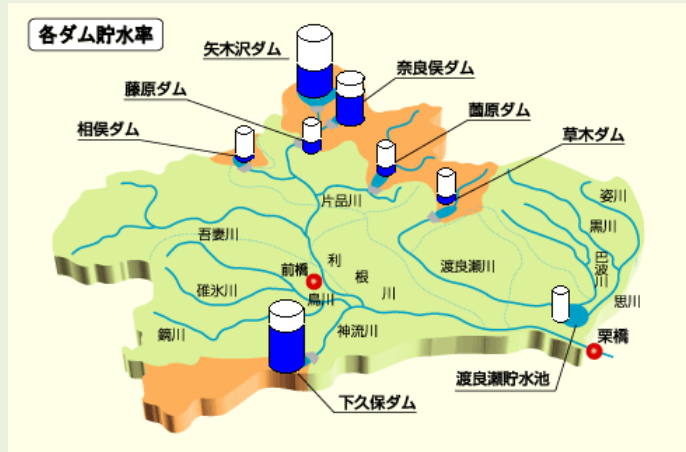 各ダム貯水率
矢木沢ダム
奈良俣ダム
藤原ダム
薗原ダム
相俣ダム
草木ダム
片品川
姿川
黒川
巴波川
吾妻川
利根川
渡良瀬川
前橋
碓氷川
烏川
思川
鏑川
神流川
栗橋
渡良瀬貯水池
下久保ダム